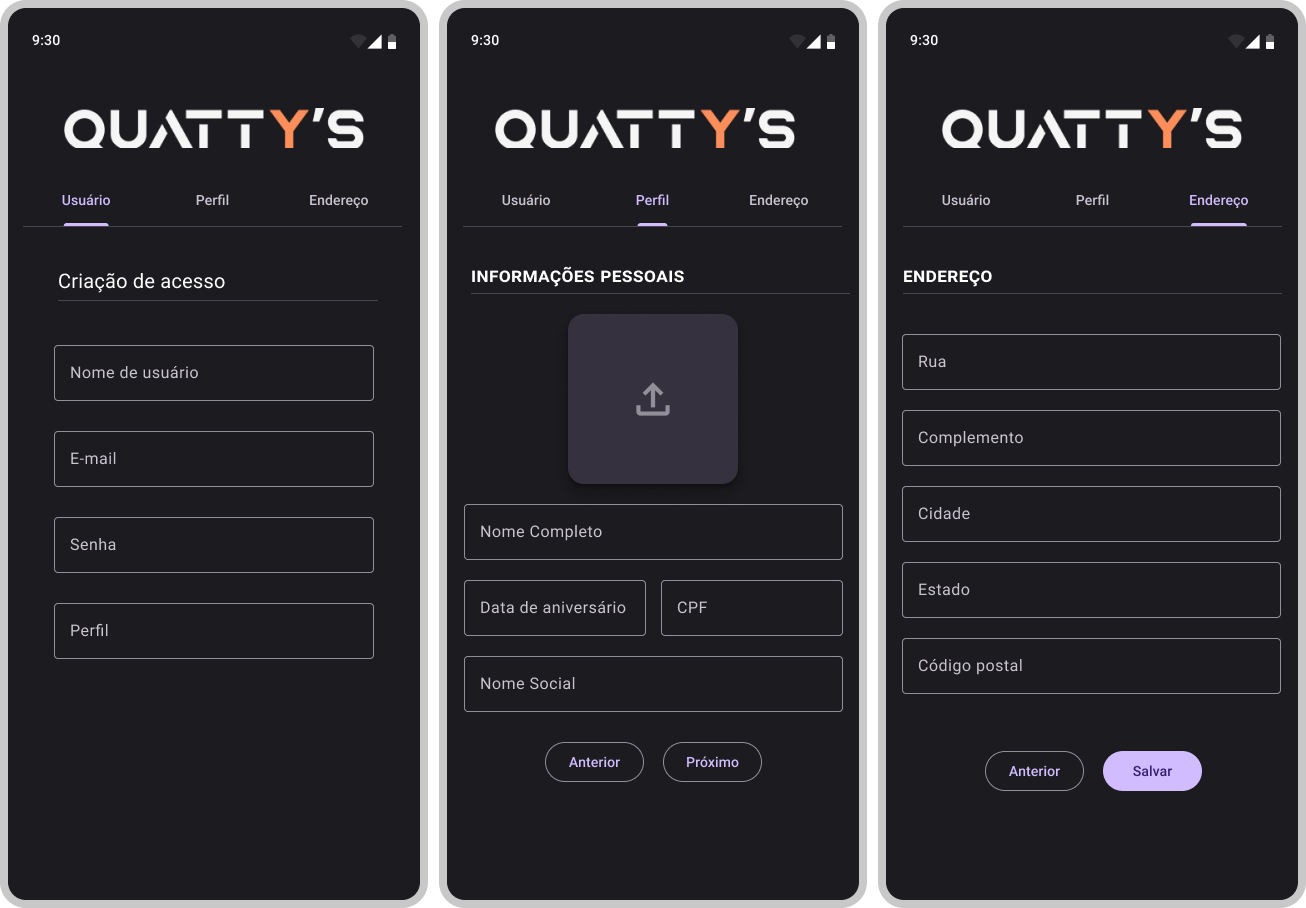 9:30
QUATTY'S
Usuário Perfil Endereço
Criação de acesso
Nome de usuário
E-mail
Senha
Perfil
9:30
QUATTY'S
Usuário Perfil Endereço
INFORMAÇÕES PESSOAIS
Nome Completo
Data de aniversário CPF
Nome Social
Anterior Próximo
9:30
QUATTY'S
Usuário Perfil Endereço
ENDEREÇO
Rua
Complemento
Cidade
Estado
Código postal
Anterior Salvar